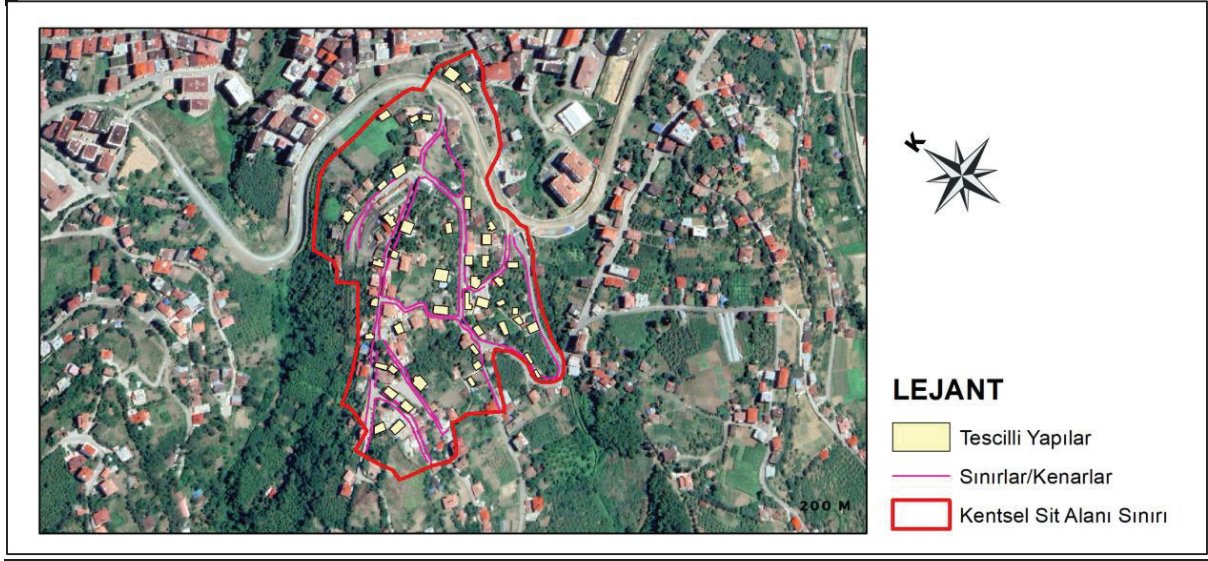 K
200 M
LEJANT
Tescilli Yapılar
Sınırlar/Kenarlar
Kentsel Sit Alanı Sınırı